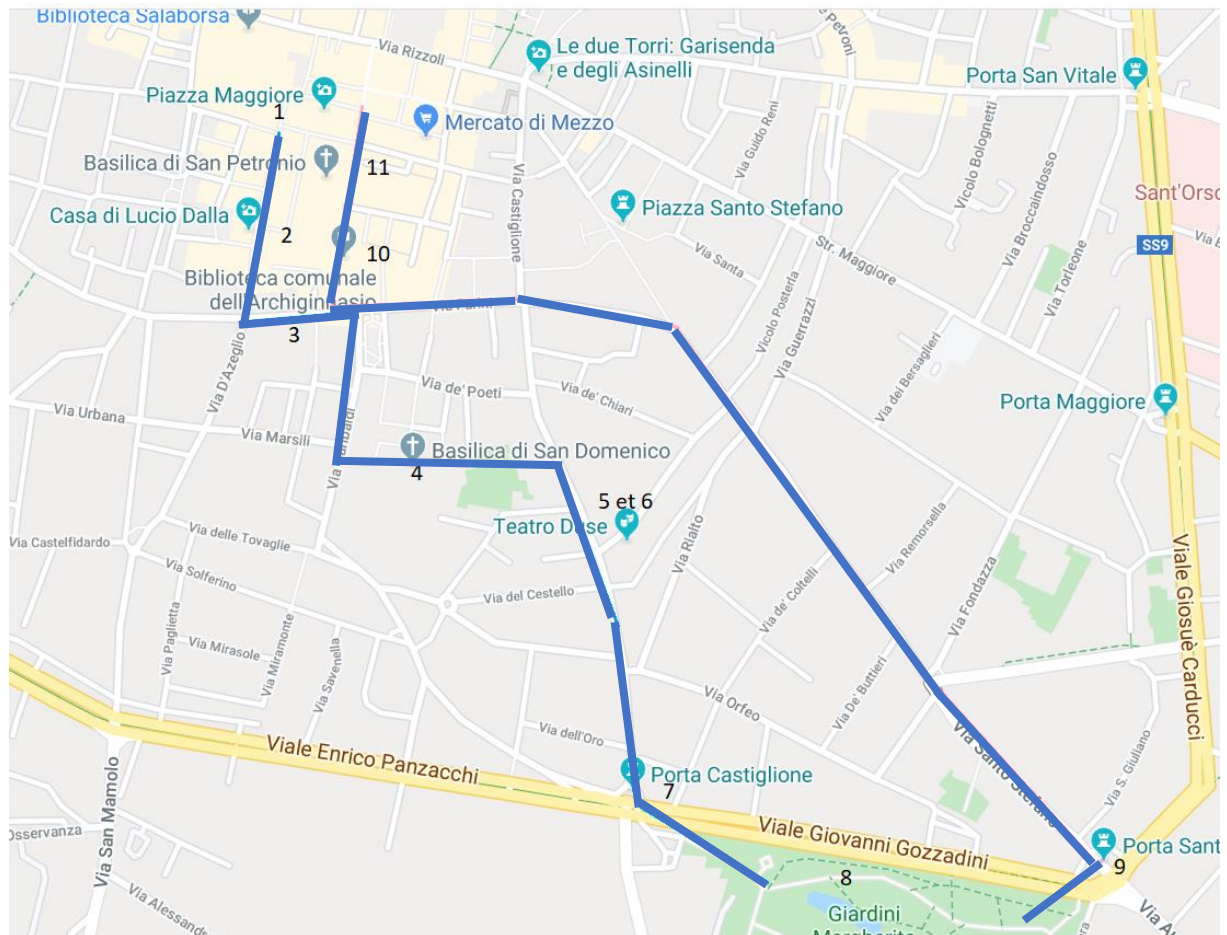 Biblioteca Salaborsa
Via Rizzoli
Le due Torri: Garisenda
e degli Asinelli
Petroni
Porta San Vitale
Piazza Maggiore
1
Mercato di Mezzo
Via Guido Reni
Vicolo Bolognetti
Via Broccaindosso
Basilica di San Petronio
11
Via Castiglione
Sant'Orso
Casa di Lucio Dalla
2
Piazza Santo Stefano
Str. Maggiore
SS9
10
Via Santa
Via Torleone
Biblioteca comunale
dell'Archiginnasio
Vicolo Posterla
Via Guerrazzi
3
Via D'Azeglio
Via dei Bersaglieri
Via de' Poeti
Via de' Chiari
Porta Maggiore
Via Urbana
Via Marsili
Basilica di San Domenico
4
5 et 6
Teatro Duse
Via Rialto
Via Remorsella
Via Castelfidardo
Via delle Tovaglie
Via Solferino
Via del Cestello
Via de' Coltelli
Via Fondazza
Viale Giosuè Carducci
Via Paglietta
Via Mirasole
Via Miramonte
Via Savenella
Via De' Buttieri
Via Orfeo
Via dell'Oro
Viale Enrico Panzacchi
Via Santo Stefano
Via S. Giuliano
Porta Castiglione
7
Via San Mamolo
Viale Giovanni Gozzadini
Osservanza
Porta Sant
9
8
Via Alessandr
Giardini
Margherita